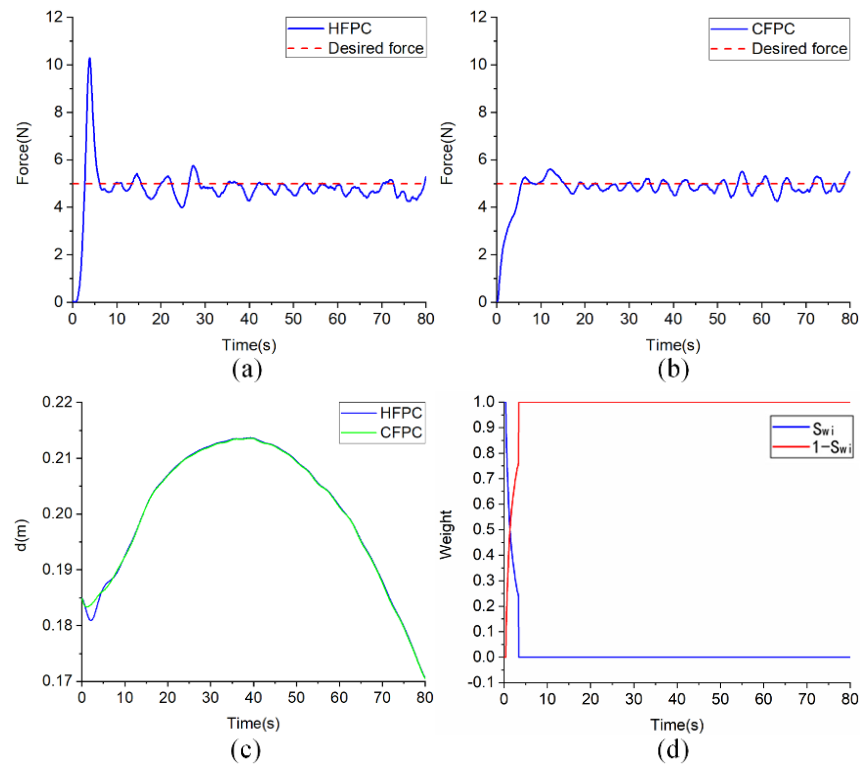 HFPC
Desired force
12
10
8
6
4
2
0
Force(N)
0 10 20 30 40 50 60 70 80
Time(s)
(a)
CFPC
Desired force
12
10
8
6
4
2
0
Force(N)
0 10 20 30 40 50 60 70 80
Time(s)
(b)
HFPC
CFPC
0.22
0.21
0.20
0.19
0.18
0.17
d(m)
0 10 20 30 40 50 60 70 80
Time(s)
(c)
Swi
1-Swi
1.0
0.9
0.8
0.7
0.6
0.5
0.4
0.3
0.2
0.1
0.0
-0.1
Weight
0 10 20 30 40 50 60 70 80
Time(s)
(d)